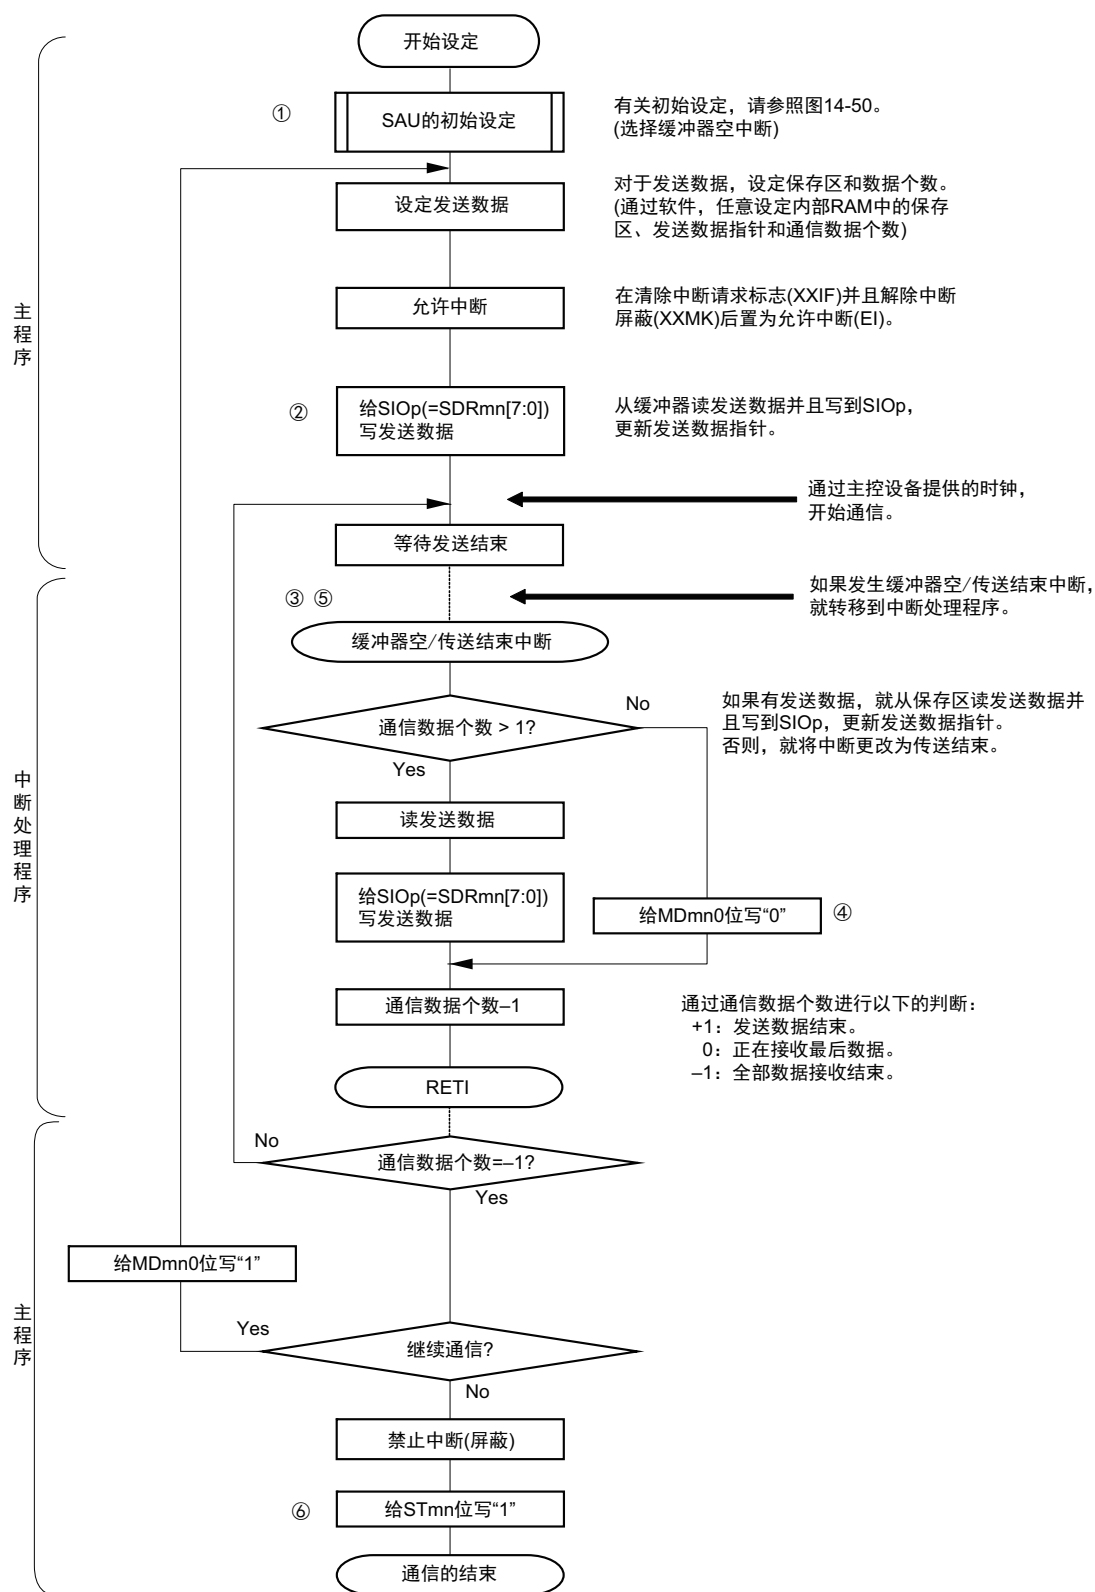 开始设定
①
SAU的初始设定
有关初始设定，请参照图14-50。
(选择缓冲器空中断)
设定发送数据
对于发送数据，设定保存区和数据个数。
(通过软件，任意设定内部RAM中的保存
区、发送数据指针和通信数据个数)
主程序
允许中断
在清除中断请求标志(XXIF)并且解除中断
屏蔽(XXMK)后置为允许中断(EI)。
②
给SIOp(=SDRmn[7:0])
写发送数据
从缓冲器读发送数据并且写到SIOp，
更新发送数据指针。
通过主控设备提供的时钟，
开始通信。
等待发送结束
③ ⑤
如果发生缓冲器空/传送结束中断，
就转移到中断处理程序。
缓冲器空/传送结束中断
通信数据个数 > 1?
No
Yes
如果有发送数据，就从保存区读发送数据并
且写到SIOp，更新发送数据指针。
否则，就将中断更改为传送结束。
中断处理程序
读发送数据
给SIOp(=SDRmn[7:0])
写发送数据
给MDmn0位写“0”
④
通信数据个数–1
通过通信数据个数进行以下的判断：
+1：发送数据结束。
0：正在接收最后数据。
–1：全部数据接收结束。
RETI
No
通信数据个数=–1?
Yes
给MDmn0位写“1”
主程序
Yes
继续通信?
No
禁止中断(屏蔽)
⑥
给STmn位写“1”
通信的结束